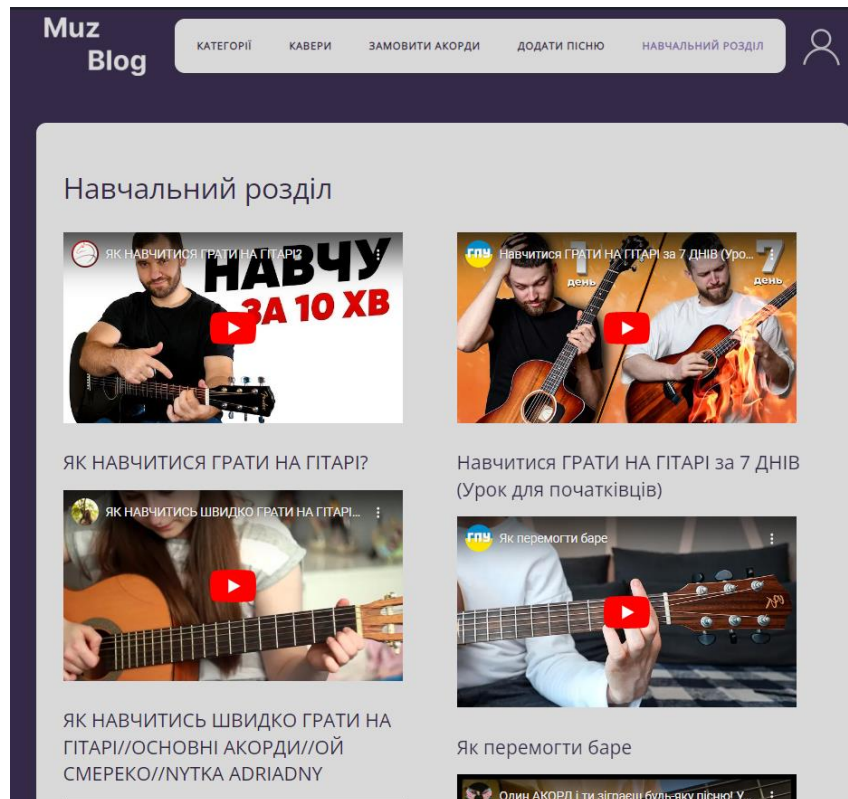 Muz
Blog
КАТЕГОРІЇ КАВЕРИ ЗАМОВИТИ АКОРДИ ДОДАТИ ПІСНЮ НАВЧАЛЬНИЙ РОЗДІЛ
Навчальний розділ
ЯК НАВЧИТИСЯ ГРАТИ НА ГІТАРІ?
НАВЧУ
ЗА 10 ХВ
ЯК НАВЧИТИСЯ ГРАТИ НА ГІТАРІ?
ГПУ Навчитися ГРАТИ НА ГІТАРІ за 7 ДНІВ (Уро...
1 день
7 день
Навчитися ГРАТИ НА ГІТАРІ за 7 ДНІВ
(Урок для початківців)
ЯК НАВЧИТИСЬ ШВИДКО ГРАТИ НА ГІТАРІ...
ЯК НАВЧИТИСЬ ШВИДКО ГРАТИ НА
ГІТАРІ//ОСНОВНІ АКОРДИ//ОЙ
СМЕРЕКО//NYTKA ADRIADNY
ГПУ Як перемогти баре
Як перемогти баре
Один АКОРД і ти зіграєш будь-яку пісню! У...